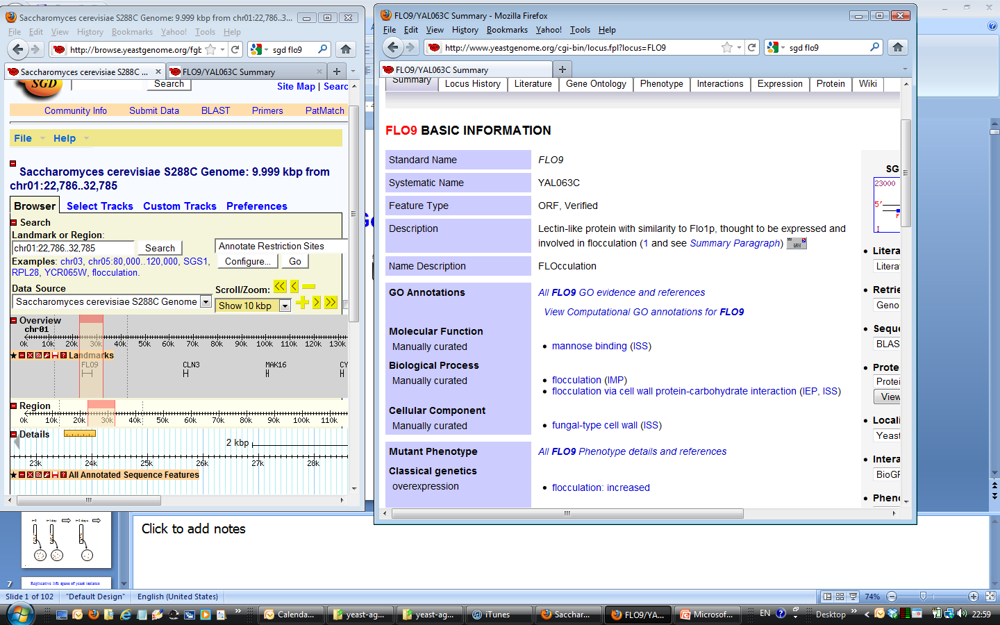 Saccharomyces cerevisiae S288C Genome: 9.999 kbp from chr01:22,786..3...
File Edit View History Bookmarks Yahoo! Tools Help
http://browse.yeastgenome.org/fgb
sgd flo9
Saccharomyces cerevisiae S288C ...
FLO9/YAL063C Summary
SGD
Search
Site Map | Searc
Community Info Submit Data BLAST Primers PatMatch
File Help
Saccharomyces cerevisiae S288C Genome: 9.999 kbp from
chr01:22,786..32,785
Browser Select Tracks Custom Tracks Preferences
Search
Landmark or Region:
chr01:22,786..32,785 Search
Annotate Restriction Sites
Examples: chr03, chr05:80,000..120,000, SGS1,
RPL28, YCR065W, flocculation.
Configure... Go
Data Source
Saccharomyces cerevisiae S288C Genome
Scroll/Zoom:
Show 10 kbp
Overview
chr01
0k 10k 20k 30k 40k 50k 60k 70k 80k 90k 100k 110k 120k 130k
Landmarks
FLO9 CLN3 MAK16 CY
Region
0k 10k 20k 30k 40k 50k 60k 70k 80k 90k 100k 110k
Details
2 kbp
23k 24k 25k 26k 27k 28k
All Annotated Sequence Features
FLO9/YAL063C Summary - Mozilla Firefox
File Edit View History Bookmarks Yahoo! Tools Help
http://www.yeastgenome.org/cgi-bin/locus.fpl?locus=FLO9
sgd flo9
FLO9/YAL063C Summary
Summary Locus History Literature Gene Ontology Phenotype Interactions Expression Protein Wiki
FLO9 BASIC INFORMATION
Standard Name FLO9
Systematic Name YAL063C
Feature Type ORF, Verified
Description Lectin-like protein with similarity to Flo1p, thought to be expressed and
involved in flocculation (1 and see Summary Paragraph)
Name Description FLOcculation
GO Annotations All FLO9 GO evidence and references
View Computational GO annotations for FLO9
Molecular Function
Manually curated mannose binding (ISS)
Biological Process
Manually curated flocculation (IMP)
flocculation via cell wall protein-carbohydrate interaction (IEP, ISS)
Cellular Component
Manually curated fungal-type cell wall (ISS)
Mutant Phenotype All FLO9 Phenotype details and references
Classical genetics
overexpression flocculation: increased
SG
23000
5'
F
I
Litera
Litera
Retrie
Geno
Seque
BLAS
Prote
Protei
View
Locali
Yeast
Intera
BioGF
Pheno
Click to add notes
7
Replicative life spans of yeast isolates
Slide 1 of 102 "Default Design" English (United States) 74%
Calenda... yeast-ag... yeast-ag... iTunes Sacchar... FLO9/YA... Microsof... EN Desktop 22:59